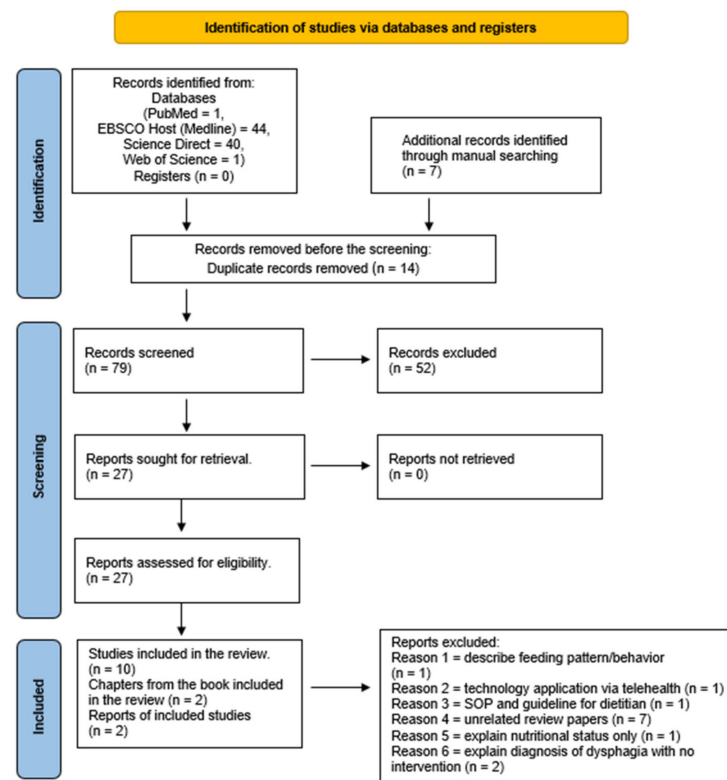 Identification of studies via databases and registers
Identification
Records identified from:
Databases
(PubMed = 1,
EBSCO Host (Medline) = 44,
Science Direct = 40,
Web of Science = 1)
Registers (n = 0)
Additional records identified
through manual searching
(n = 7)
Records removed before the screening:
Duplicate records removed (n = 14)
Screening
Records screened
(n = 79)
Records excluded
(n = 52)
Reports sought for retrieval.
(n = 27)
Reports not retrieved
(n = 0)
Reports assessed for eligibility.
(n = 27)
Included
Studies included in the review.
(n = 10)
Chapters from the book included
in the review (n = 2)
Reports of included studies
(n = 2)
Reports excluded:
Reason 1 = describe feeding pattern/behavior
(n = 1)
Reason 2 = technology application via telehealth (n = 1)
Reason 3 = SOP and guideline for dietitian (n = 1)
Reason 4 = unrelated review papers (n = 7)
Reason 5 = explain nutritional status only (n = 1)
Reason 6 = explain diagnosis of dysphagia with no
intervention (n = 2)